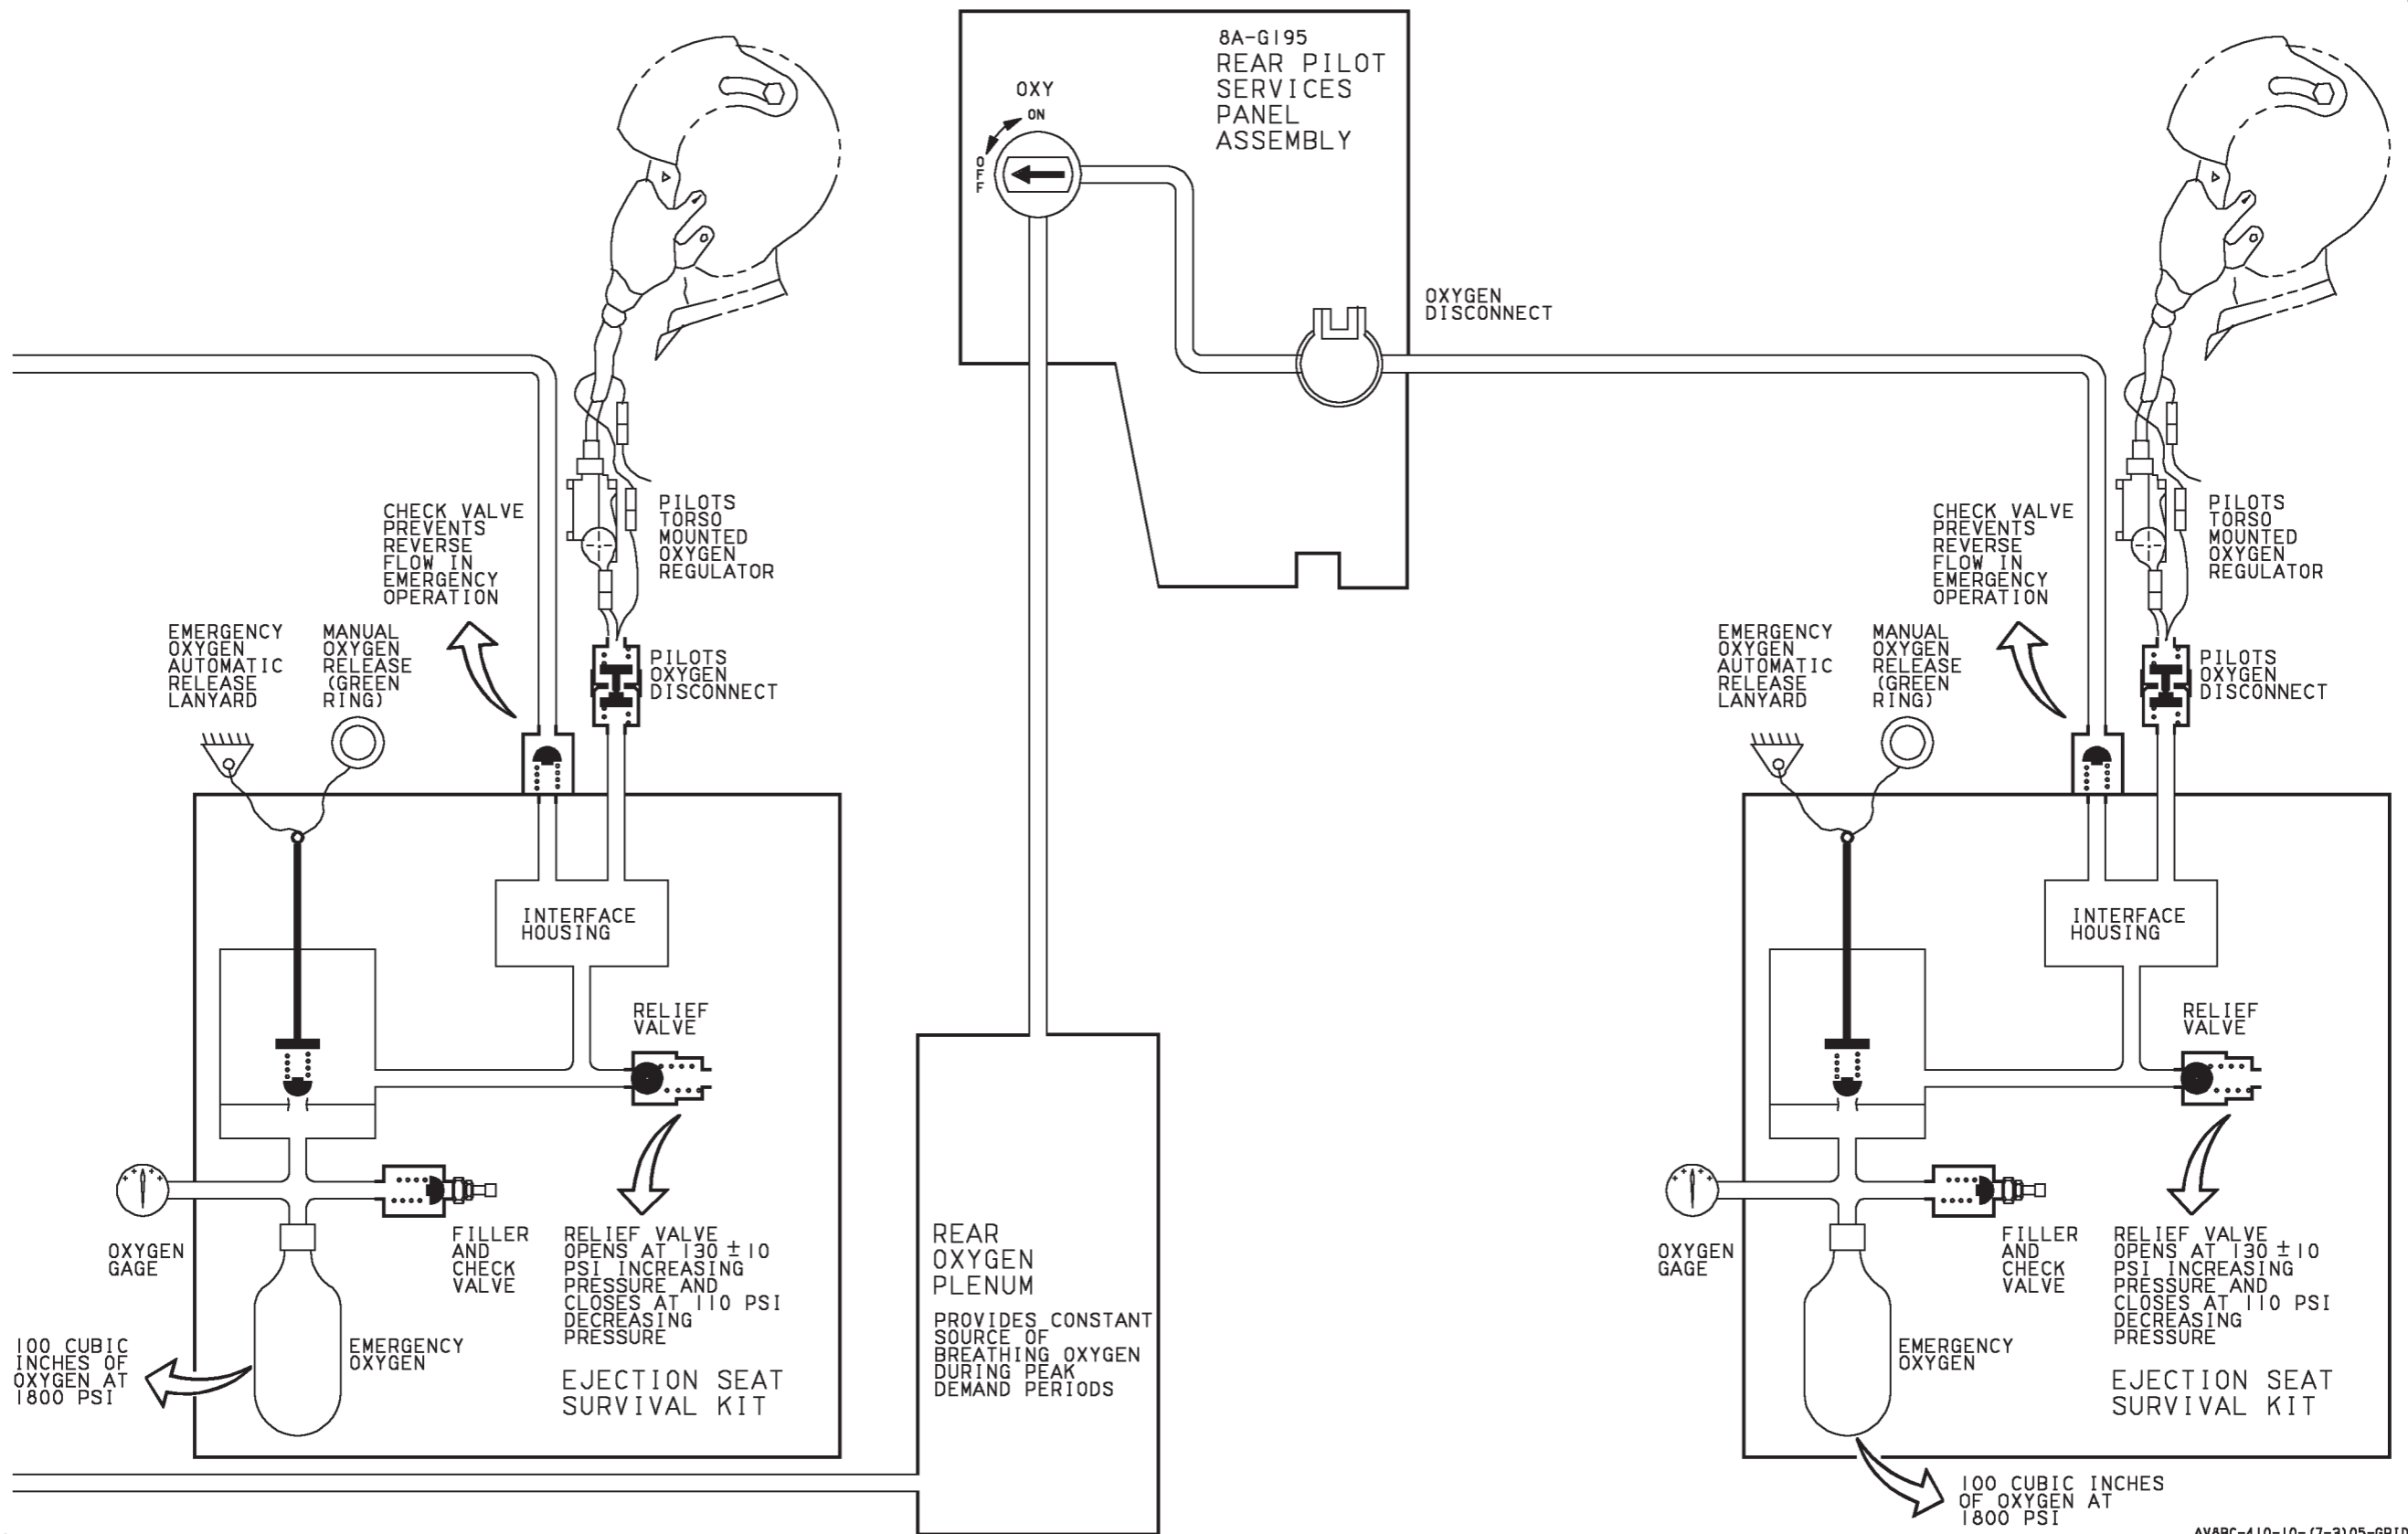 8A-G195
REAR PILOT
SERVICES
PANEL
ASSEMBLY
OXY
ON
OFF
OXYGEN
DISCONNECT
CHECK VALVE
PREVENTS
REVERSE
FLOW IN
EMERGENCY
OPERATION
PILOTS
TORSO
MOUNTED
OXYGEN
REGULATOR
EMERGENCY
OXYGEN
AUTOMATIC
RELEASE
LANYARD
MANUAL
OXYGEN
RELEASE
(GREEN
RING)
PILOTS
OXYGEN
DISCONNECT
INTERFACE
HOUSING
RELIEF
VALVE
OXYGEN
GAGE
FILLER
AND
CHECK
VALVE
RELIEF VALVE
OPENS AT 130 ±10
PSI INCREASING
PRESSURE AND
CLOSES AT 110 PSI
DECREASING
PRESSURE
100 CUBIC
INCHES OF
OXYGEN AT
1800 PSI
EMERGENCY
OXYGEN
EJECTION SEAT
SURVIVAL KIT
REAR
OXYGEN
PLENUM
PROVIDES CONSTANT
SOURCE OF
BREATHING OXYGEN
DURING PEAK
DEMAND PERIODS
CHECK VALVE
PREVENTS
REVERSE
FLOW IN
EMERGENCY
OPERATION
PILOTS
TORSO
MOUNTED
OXYGEN
REGULATOR
EMERGENCY
OXYGEN
AUTOMATIC
RELEASE
LANYARD
MANUAL
OXYGEN
RELEASE
(GREEN
RING)
PILOTS
OXYGEN
DISCONNECT
INTERFACE
HOUSING
RELIEF
VALVE
OXYGEN
GAGE
FILLER
AND
CHECK
VALVE
RELIEF VALVE
OPENS AT 130 ±10
PSI INCREASING
PRESSURE AND
CLOSES AT 110 PSI
DECREASING
PRESSURE
EMERGENCY
OXYGEN
EJECTION SEAT
SURVIVAL KIT
100 CUBIC INCHES
OF OXYGEN AT
1800 PSI